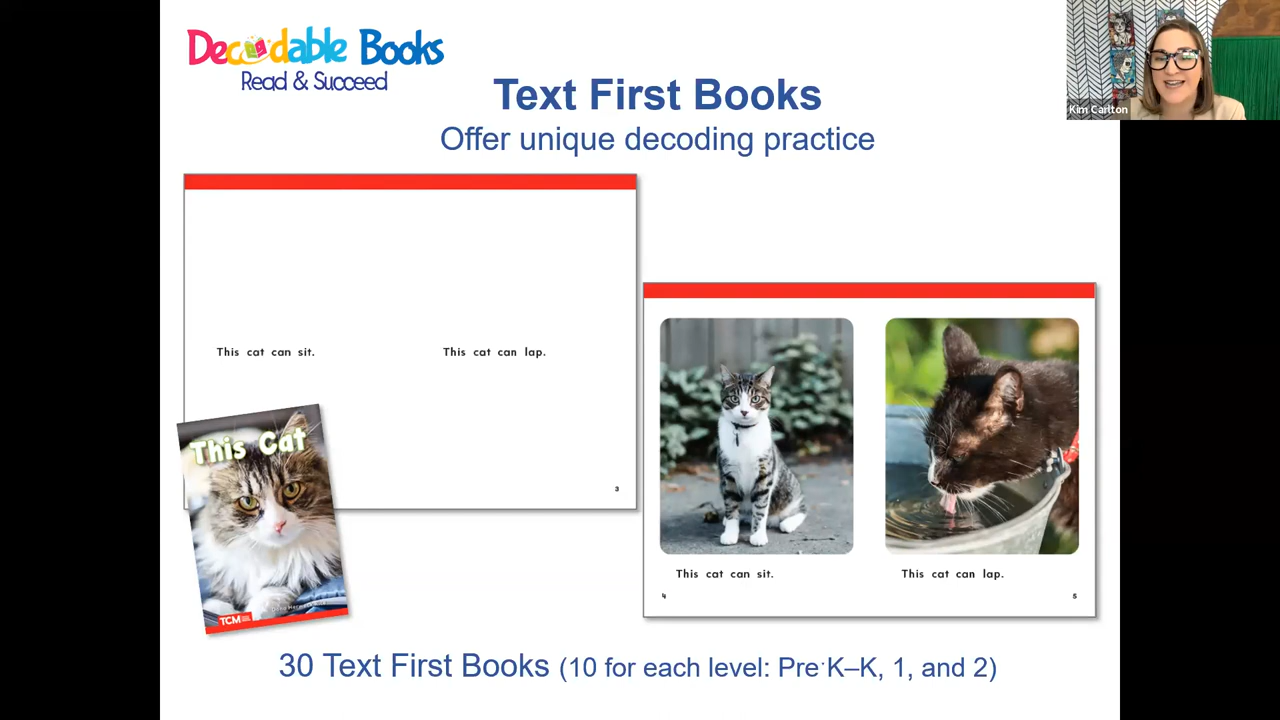 Decodable Books
Read & Succeed
Kim Carlton
Text First Books
Offer unique decoding practice
This cat can sit.
This cat can lap.
3
This Cat
TCM
This cat can sit.
This cat can lap.
4
5
30 Text First Books (10 for each level: Pre-K–K, 1, and 2)